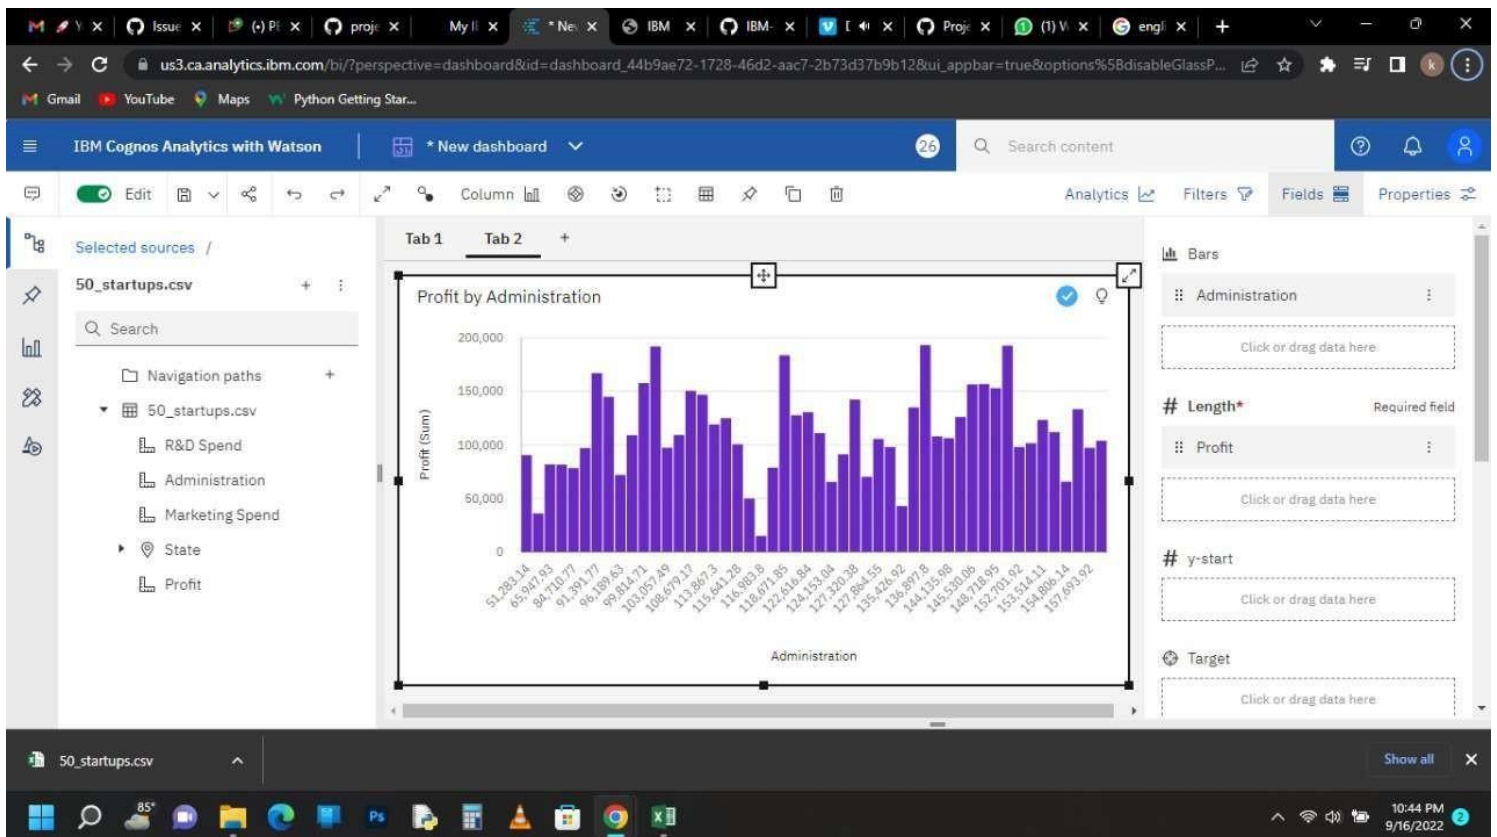 Y
Issue
(•) PE
proje
My IE
* New
IBM
IBM-
Proje
(1) W
engli
us3.ca.analytics.ibm.com/bi/?perspective=dashboard&id=dashboard_44b9ae72-1728-46d2-aac7-2b73d37b9b12&ui_appbar=true&options%5BdisableGlassP...
k
Gmail YouTube Maps Python Getting Star...
IBM Cognos Analytics with Watson
* New dashboard
26
Search content
Edit
Column
Analytics
Filters
Fields
Properties
Selected sources /
50_startups.csv
Search
Navigation paths
50_startups.csv
R&D Spend
Administration
Marketing Spend
State
Profit
Tab 1 Tab 2
Profit by Administration
200,000
150,000
100,000
50,000
0
Profit (Sum)
51,283.14
65,947.93
84,710.77
91,391.77
96,189.63
99,814.71
103,057.49
108,679.17
113,867.3
115,641.28
116,983.8
118,671.85
122,616.84
124,153.04
127,320.38
127,864.55
135,426.92
136,897.8
144,135.98
145,530.06
148,718.95
152,701.92
153,514.11
154,806.14
157,693.92
Administration
Bars
Administration
Click or drag data here
# Length*
Required field
Profit
Click or drag data here
# y-start
Click or drag data here
Target
Click or drag data here
50_startups.csv
Show all
85°
Ps
10:44 PM
9/16/2022
2